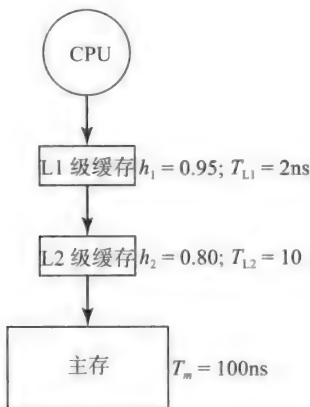 CPU
L1 级缓存 h₁ = 0.95; T_L1 = 2ns
L2 级缓存 h₂ = 0.80; T_L2 = 10
主存 Tₘ = 100ns